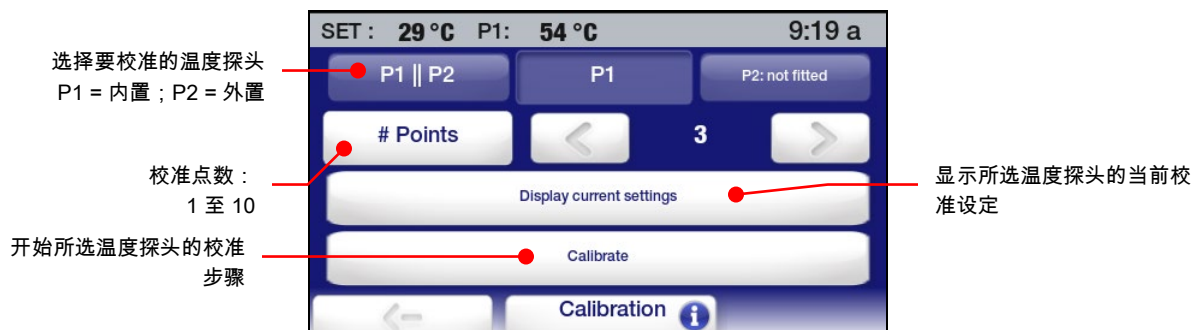 SET : 29 °C P1: 54 °C 9:19 a
选择要校准的温度探头
P1 = 内置；P2 = 外置
P1 || P2 P1 P2: not fitted
# Points 3
校准点数：
1 至 10
Display current settings
显示所选温度探头的当前校
准设定
开始所选温度探头的校准
步骤
Calibrate
Calibration i